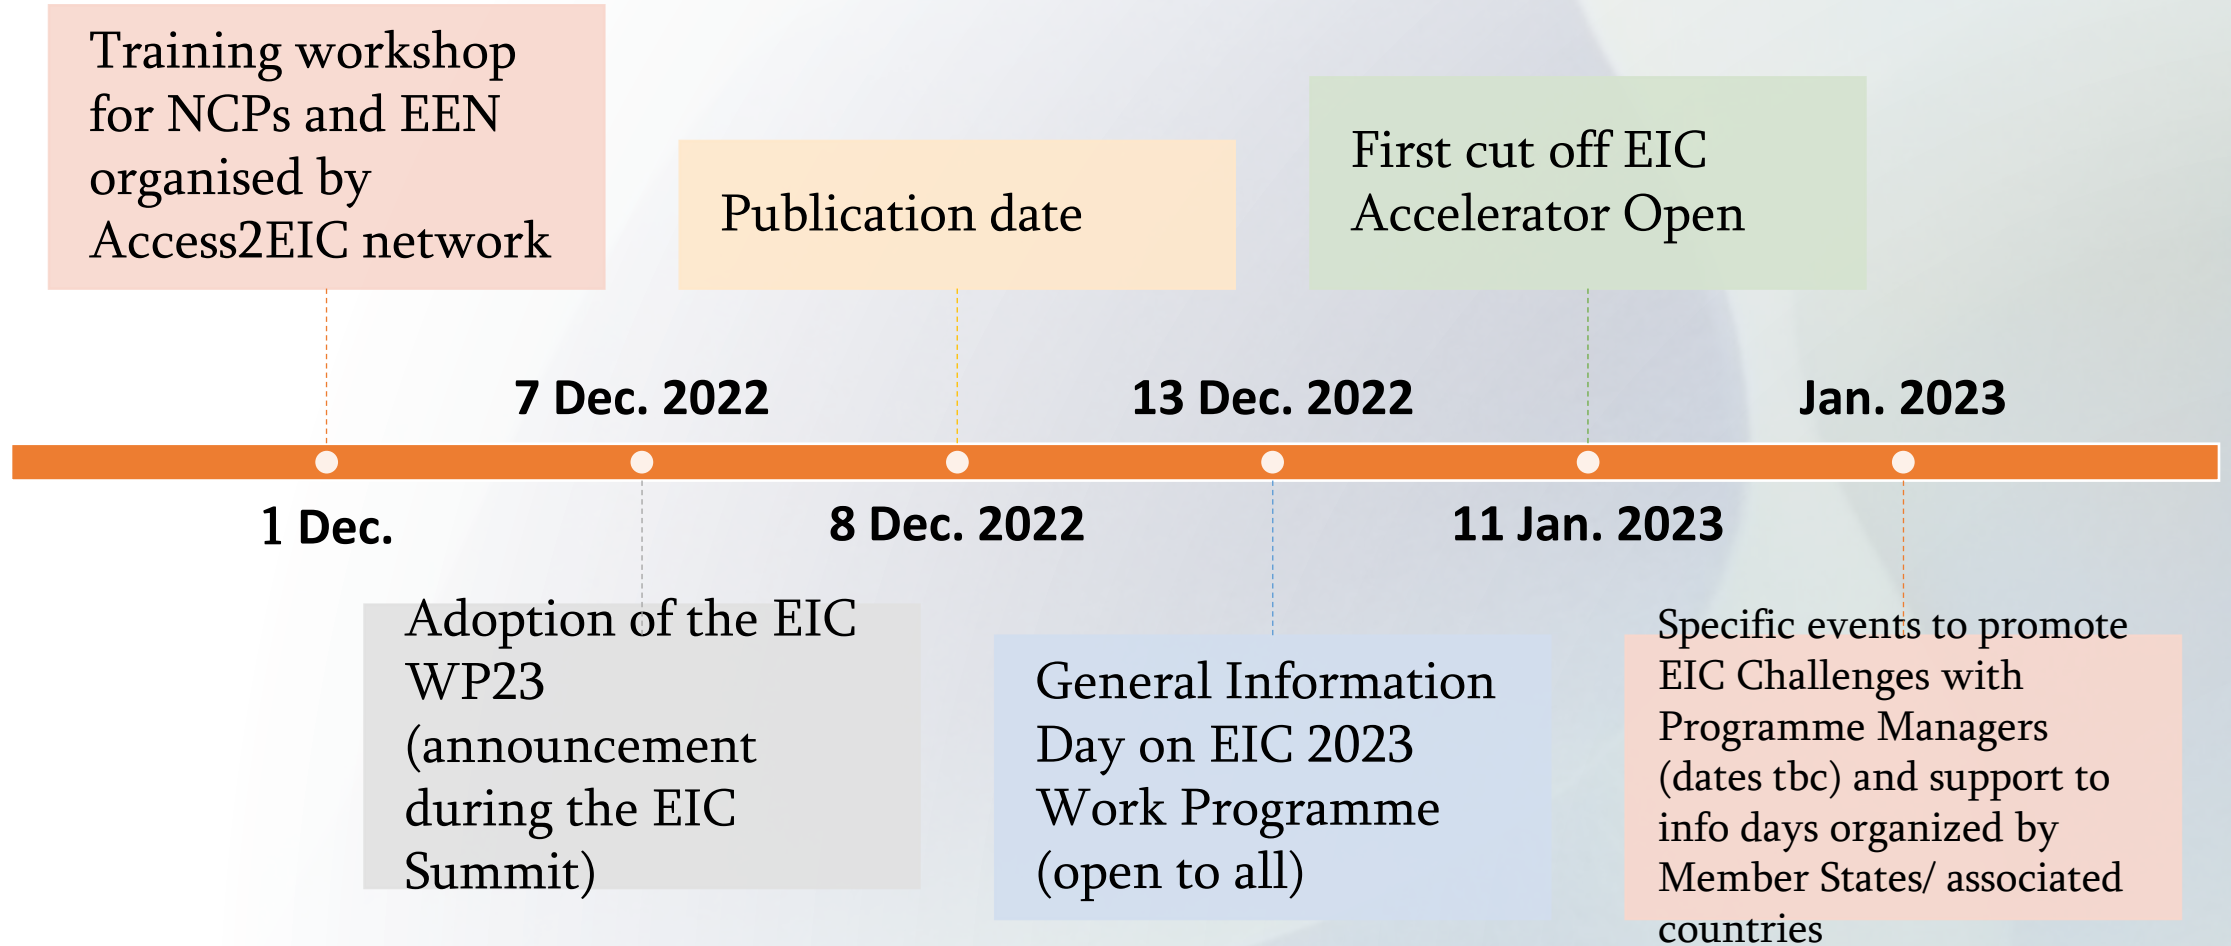 Training workshop
for NCPs and EEN
organised by
Access2EIC network
1 Dec.
7 Dec. 2022
Adoption of the EIC
WP23
(announcement
during the EIC
Summit)
Publication date
8 Dec. 2022
13 Dec. 2022
General Information
Day on EIC 2023
Work Programme
(open to all)
First cut off EIC
Accelerator Open
11 Jan. 2023
Jan. 2023
Specific events to promote
EIC Challenges with
Programme Managers
(dates tbc) and support to
info days organized by
Member States/ associated
countries